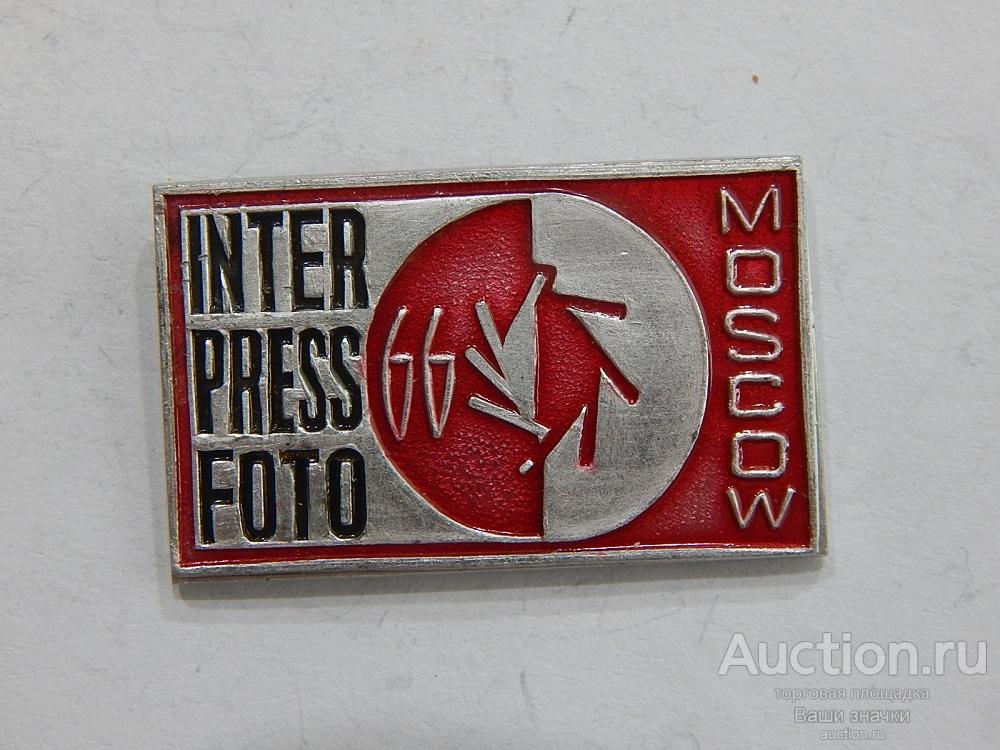 INTER
PRESS
FOTO
66
MOSCOW
Auction.ru
торговая площадка
Ваши значки
auction.ru